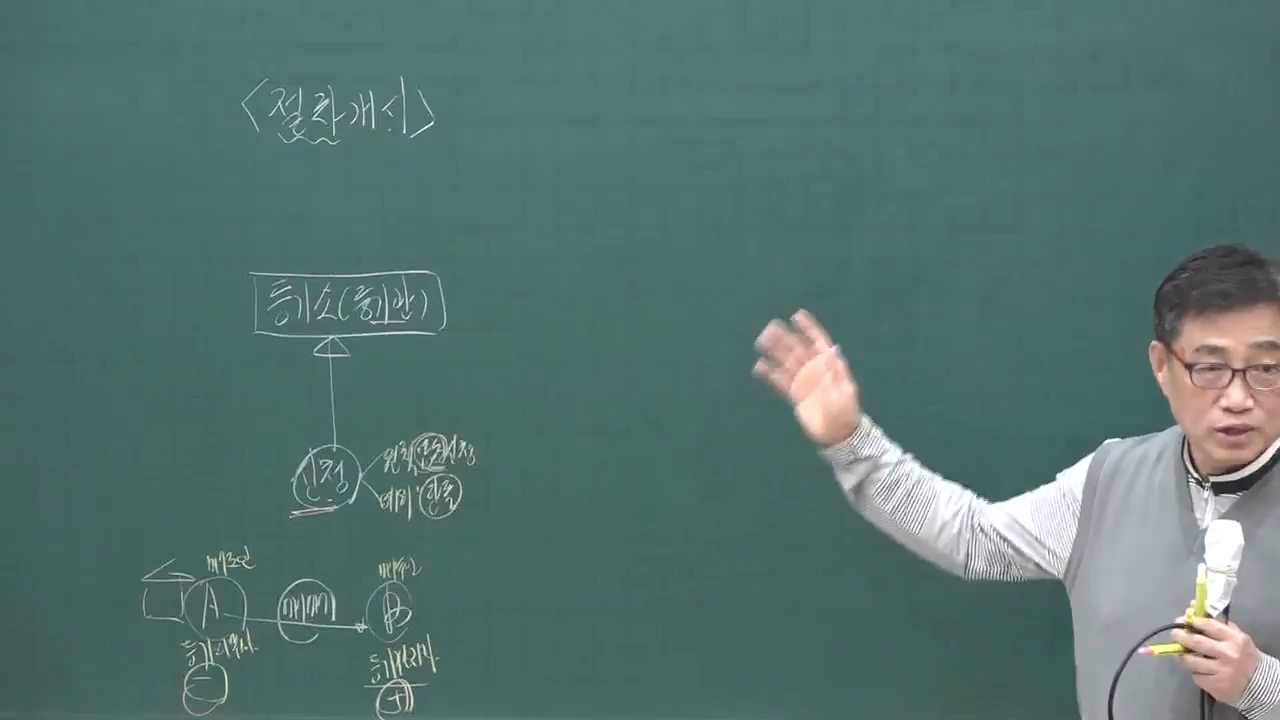 <절차개시>
등기소(등기관)
신청
원칙 공동신청
예외 단독
매도인
매수인
A
매매
B
등기의무자
등기권리자
-
+